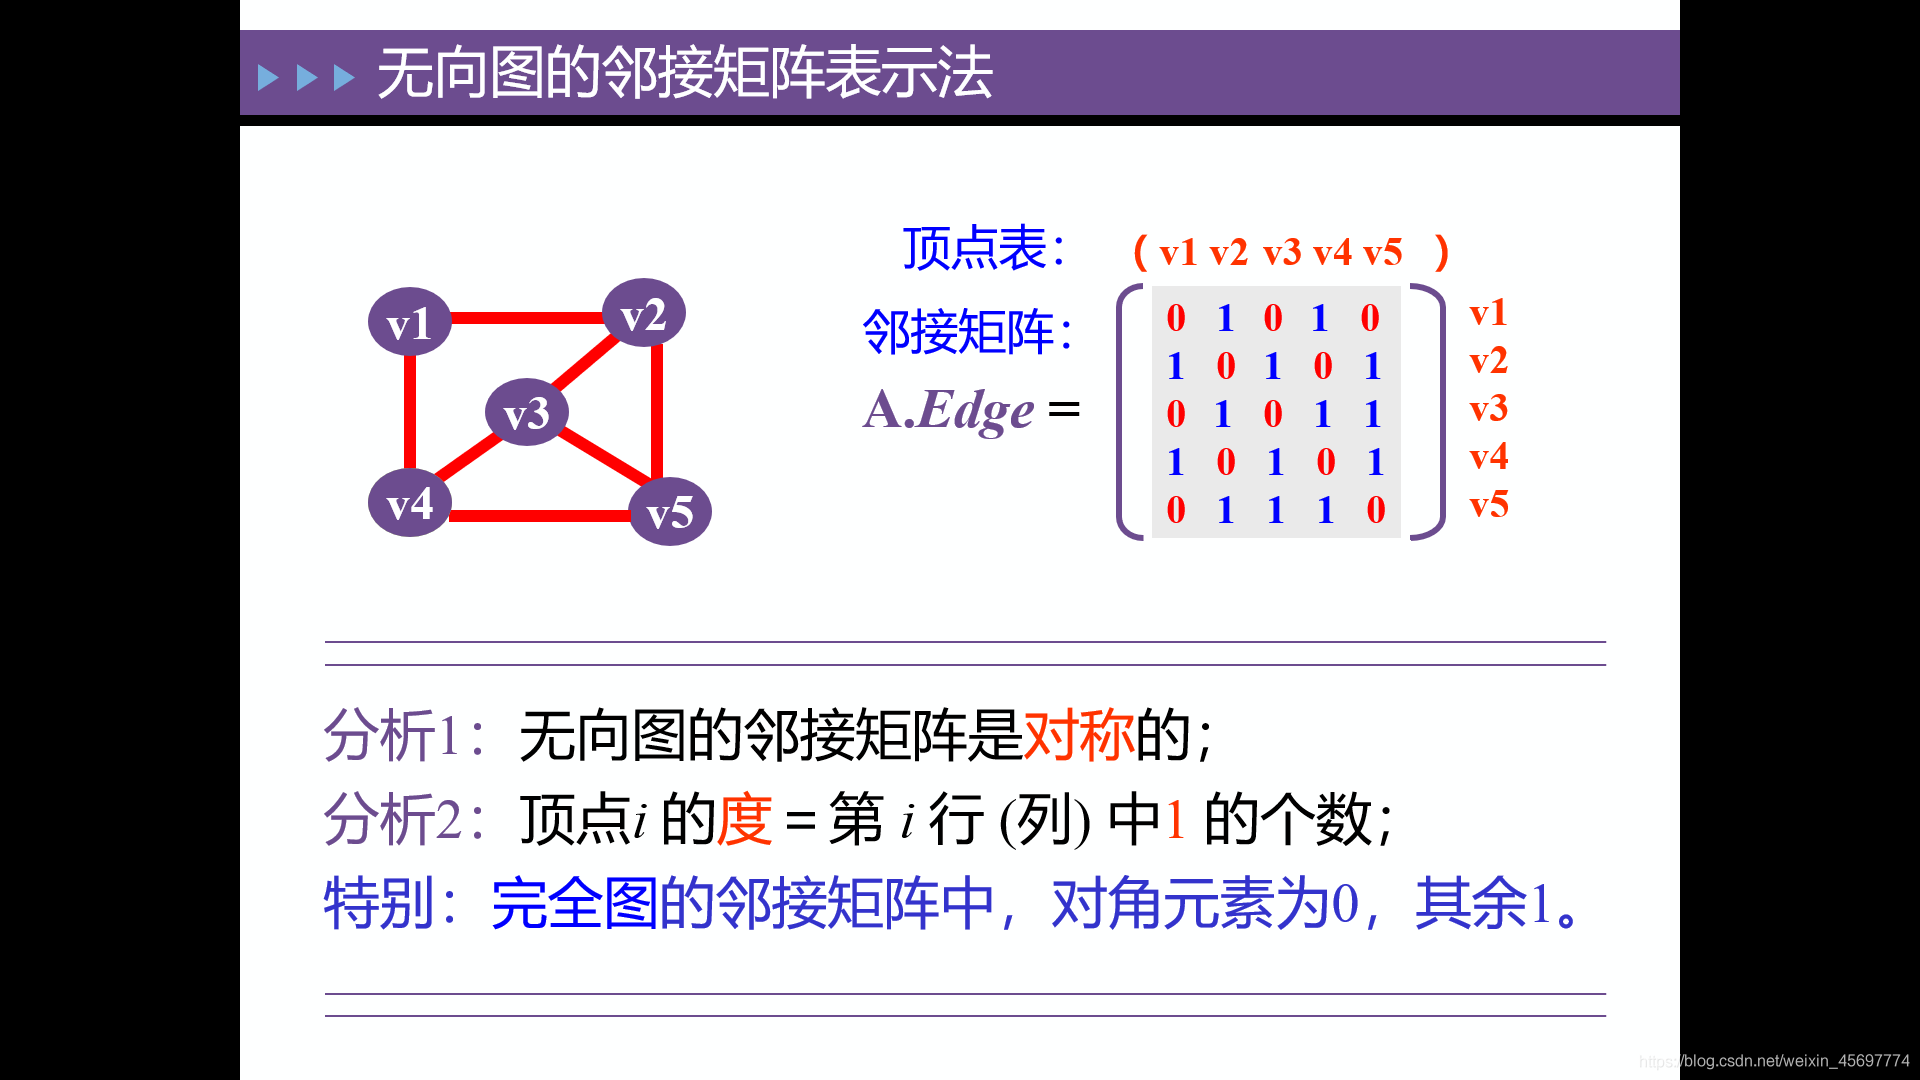 无向图的邻接矩阵表示法
v1
v2
v3
v4
v5
顶点表： ( v1 v2 v3 v4 v5 )
邻接矩阵：
A.Edge =
0 1 0 1 0 v1
1 0 1 0 1 v2
0 1 0 1 1 v3
1 0 1 0 1 v4
0 1 1 1 0 v5
分析1：无向图的邻接矩阵是对称的；
分析2：顶点i 的度 = 第 i 行 (列) 中1 的个数；
特别：完全图的邻接矩阵中，对角元素为0，其余1。
https://blog.csdn.net/weixin_45697774